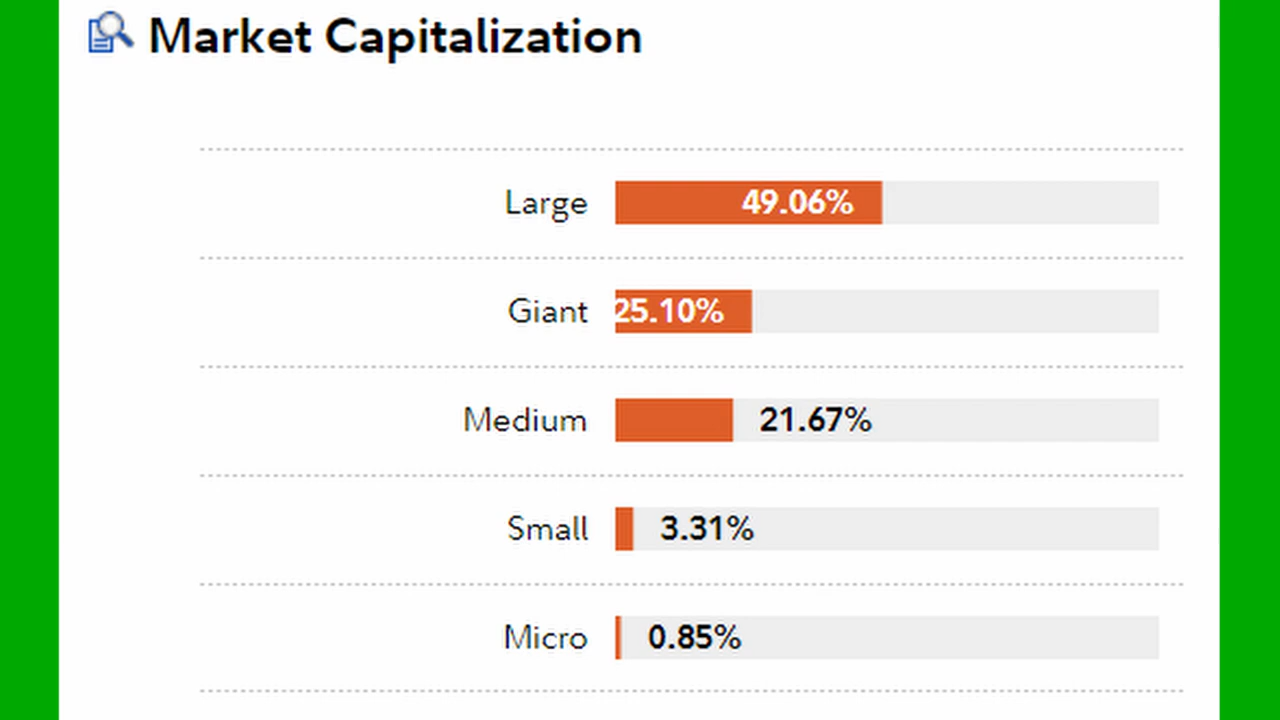 Market Capitalization
Large 49.06%
Giant 25.10%
Medium 21.67%
Small 3.31%
Micro 0.85%